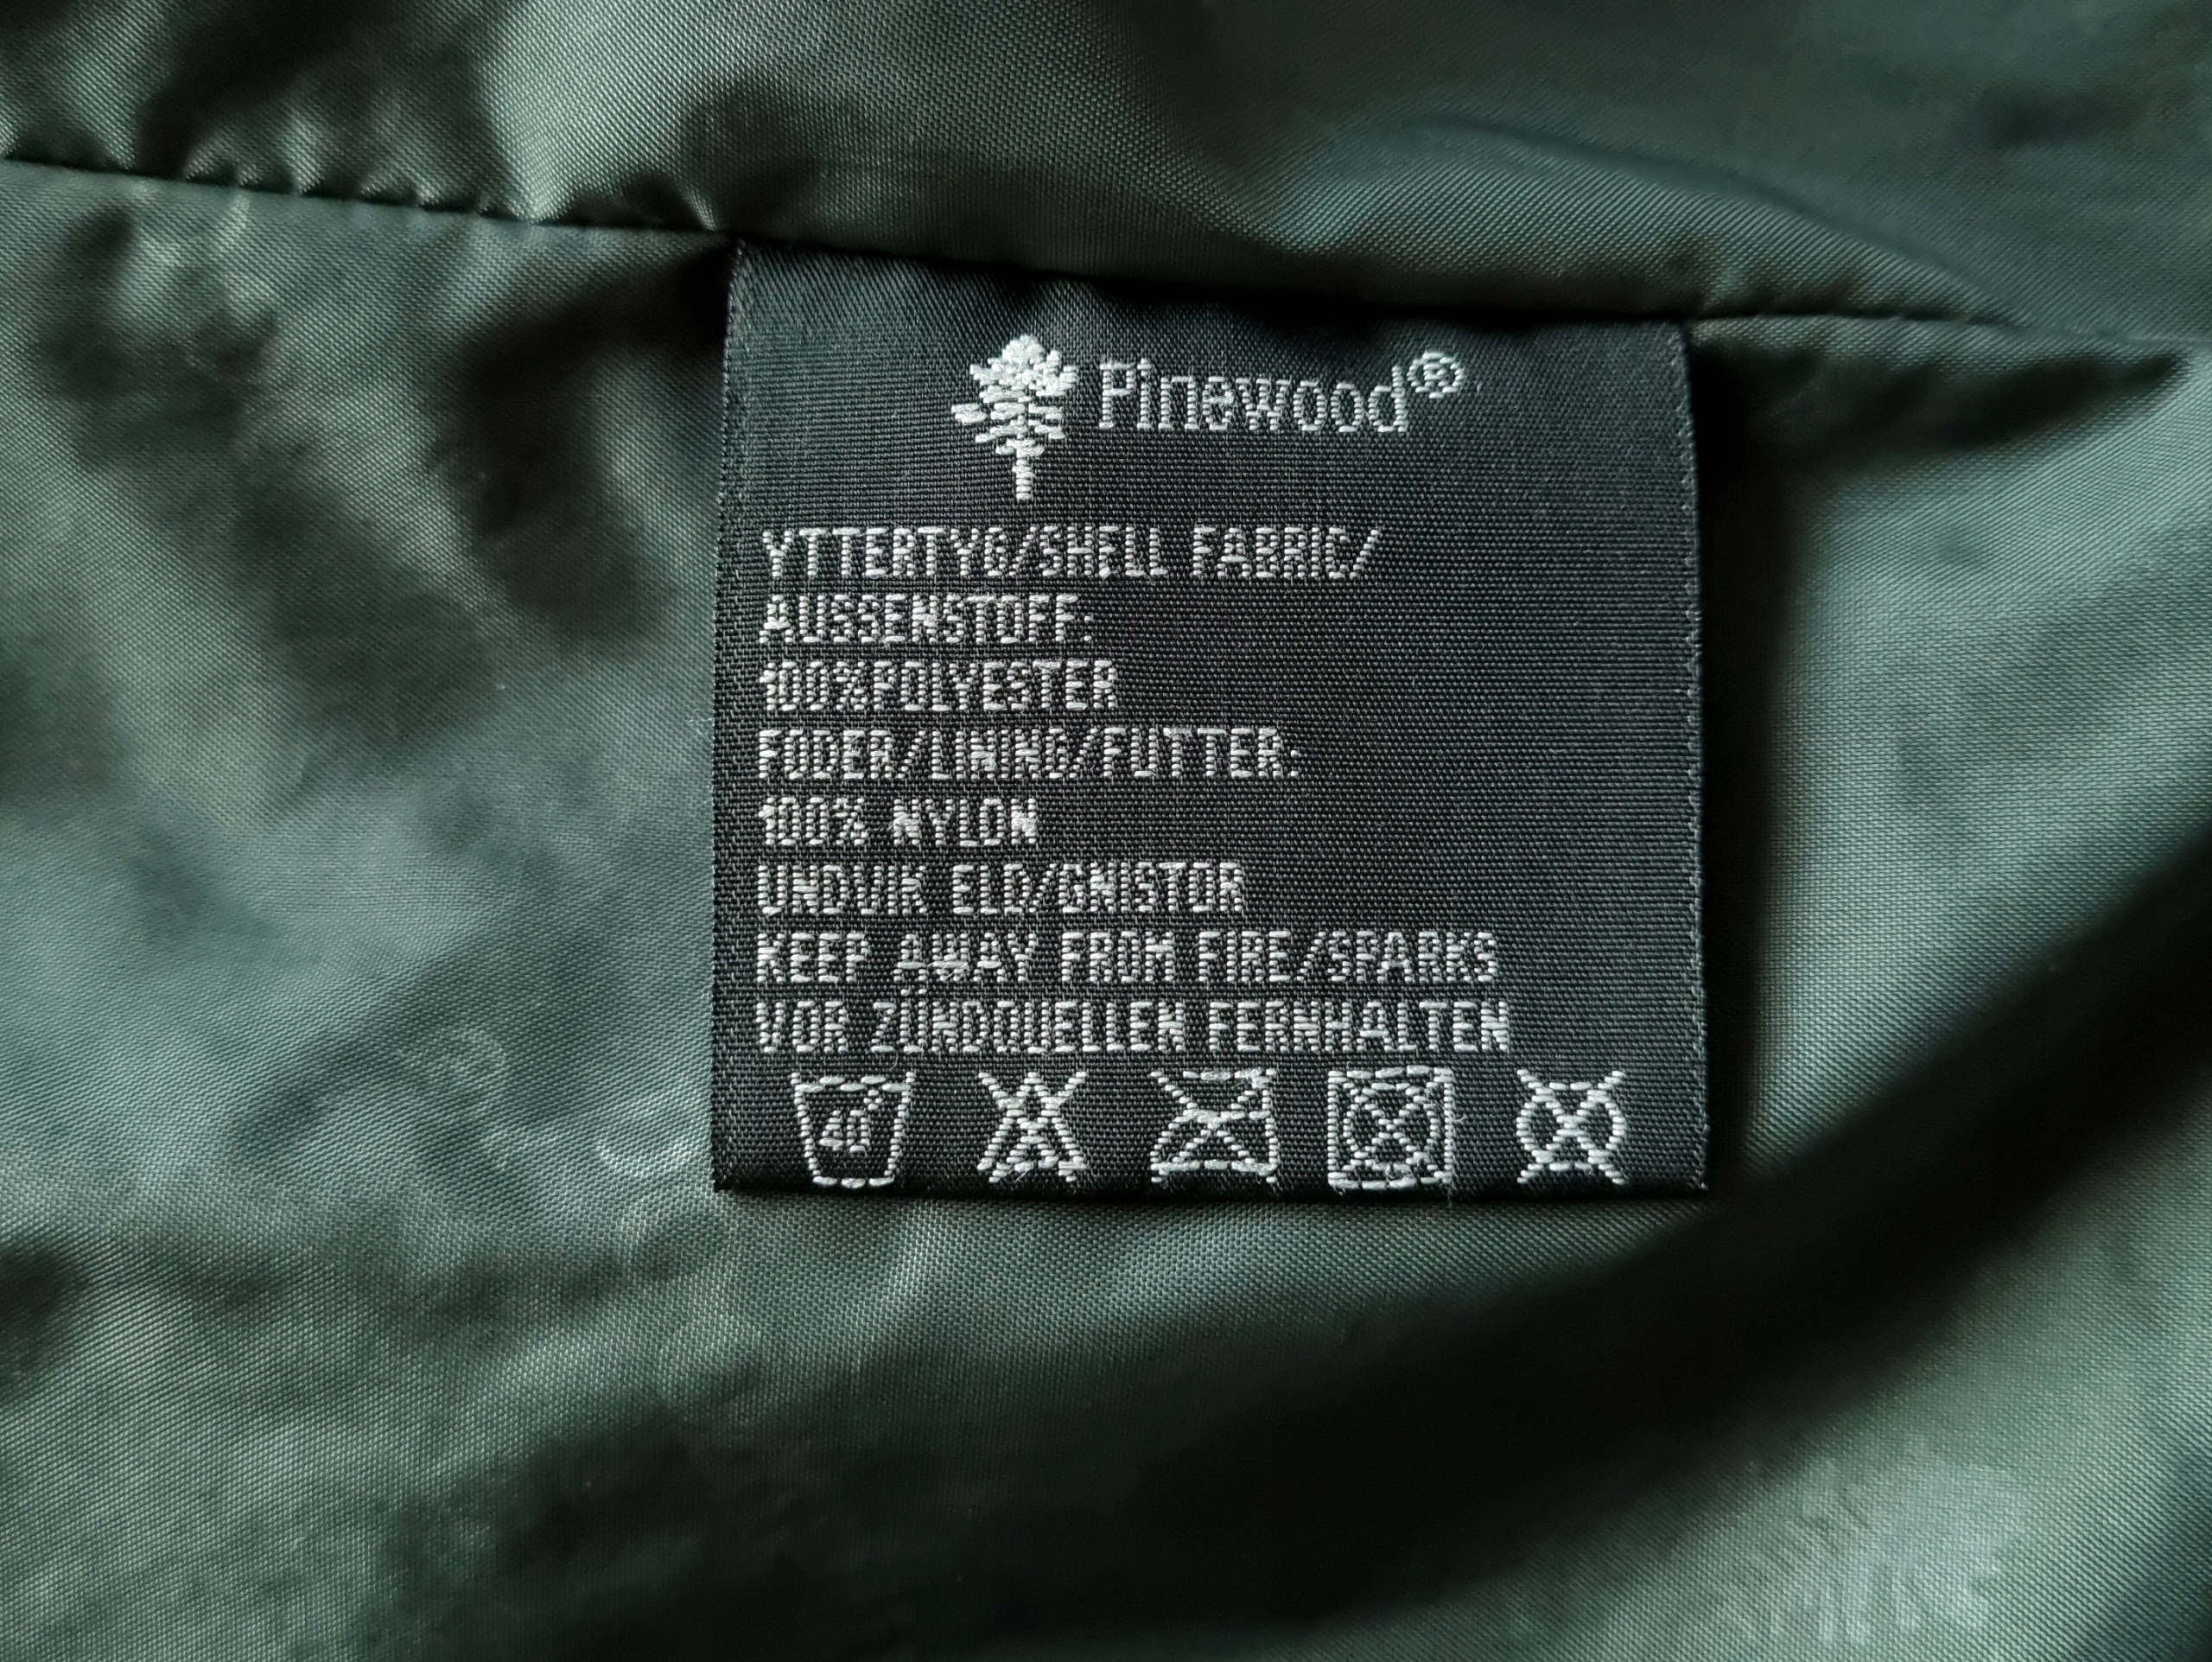 Pinewood®
YTTERTYG/SHELL FABRIC/
AUSSENSTOFF:
100%POLYESTER
FODER/LINING/FUTTER:
100% NYLON
UNDVIK ELD/GNISTOR
KEEP AWAY FROM FIRE/SPARKS
VOR ZÜNDQUELLEN FERNHALTEN
40°